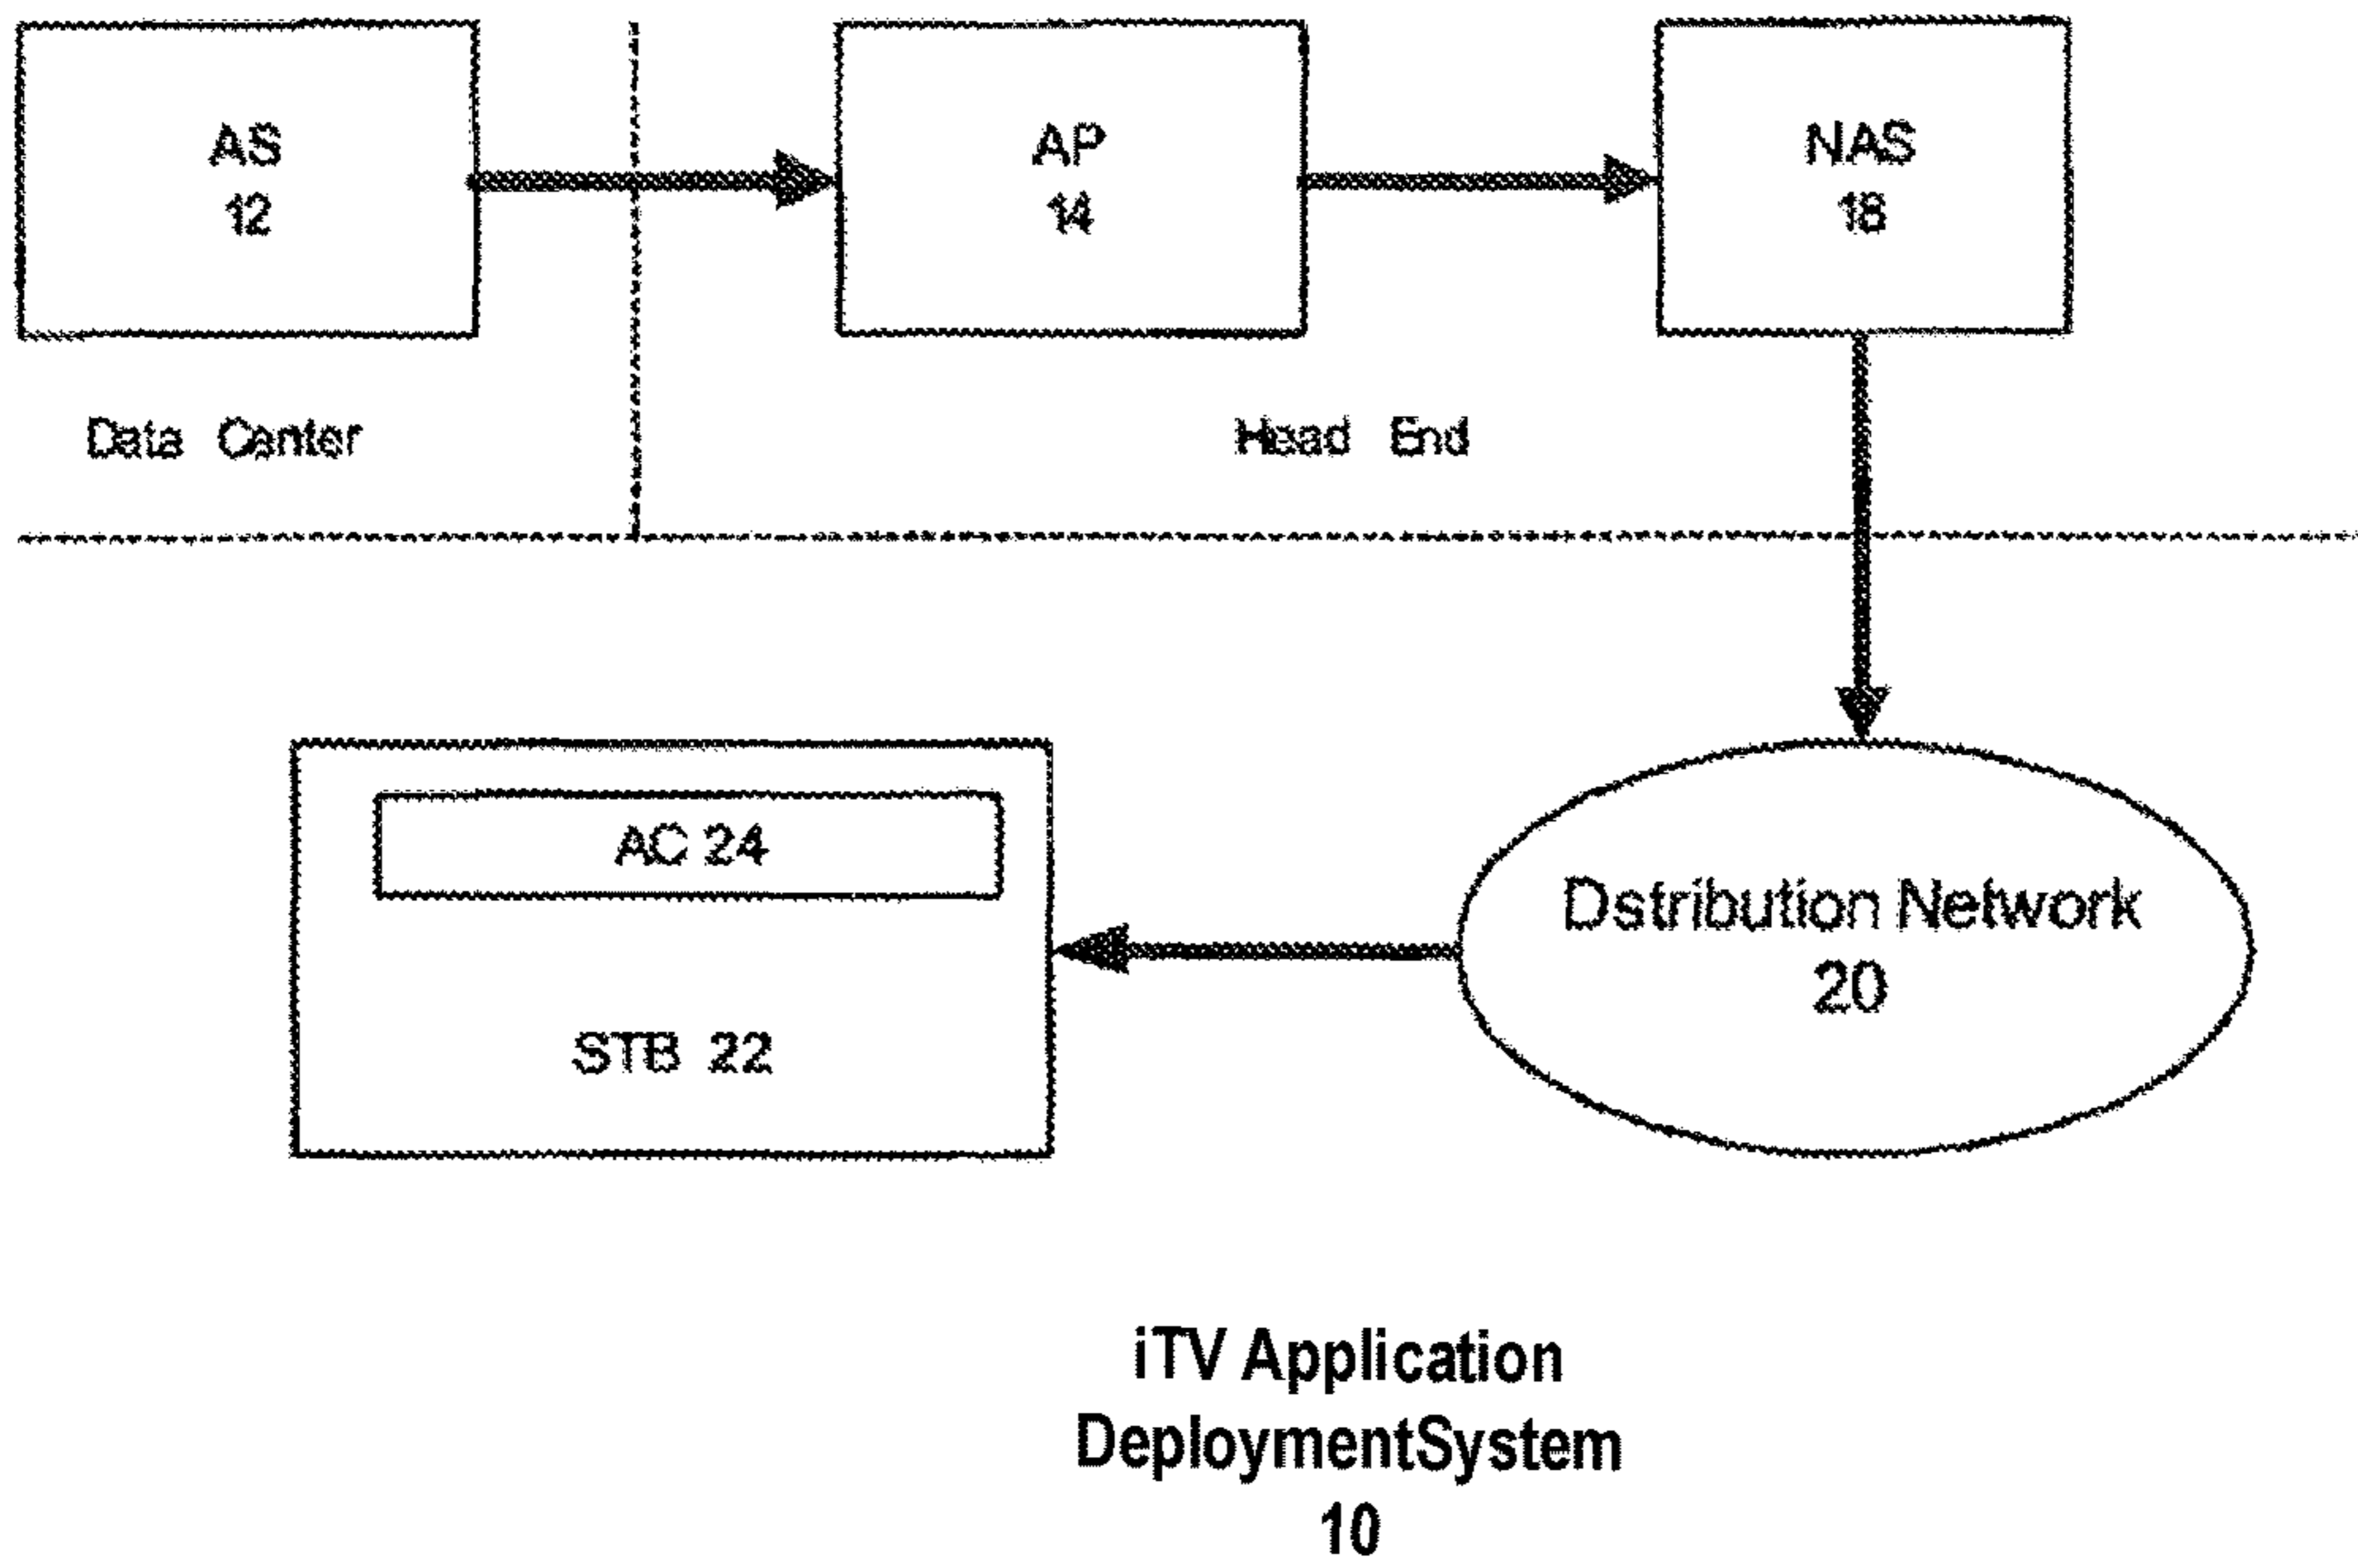 AS
12
AP
14
NAS
18
Data Center
Head End
AC 24
STB 22
Dstribution Network
20
iTV Application
DeploymentSystem
10